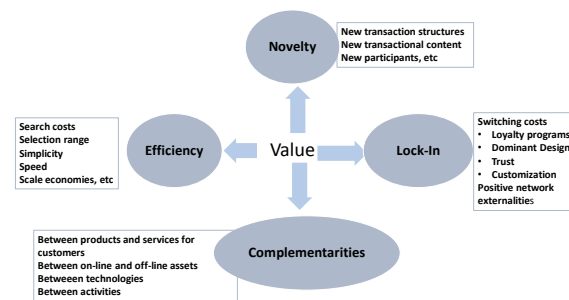 Novelty
New transaction structures
New transactional content
New participants, etc
Search costs
Selection range
Simplicity
Speed
Scale economies, etc
Efficiency
Value
Lock-In
Switching costs
• Loyalty programs
• Dominant Design
• Trust
• Customization
Positive network
externalities
Between products and services for
customers
Between on-line and off-line assets
Betweeen technologies
Between activities
Complementarities